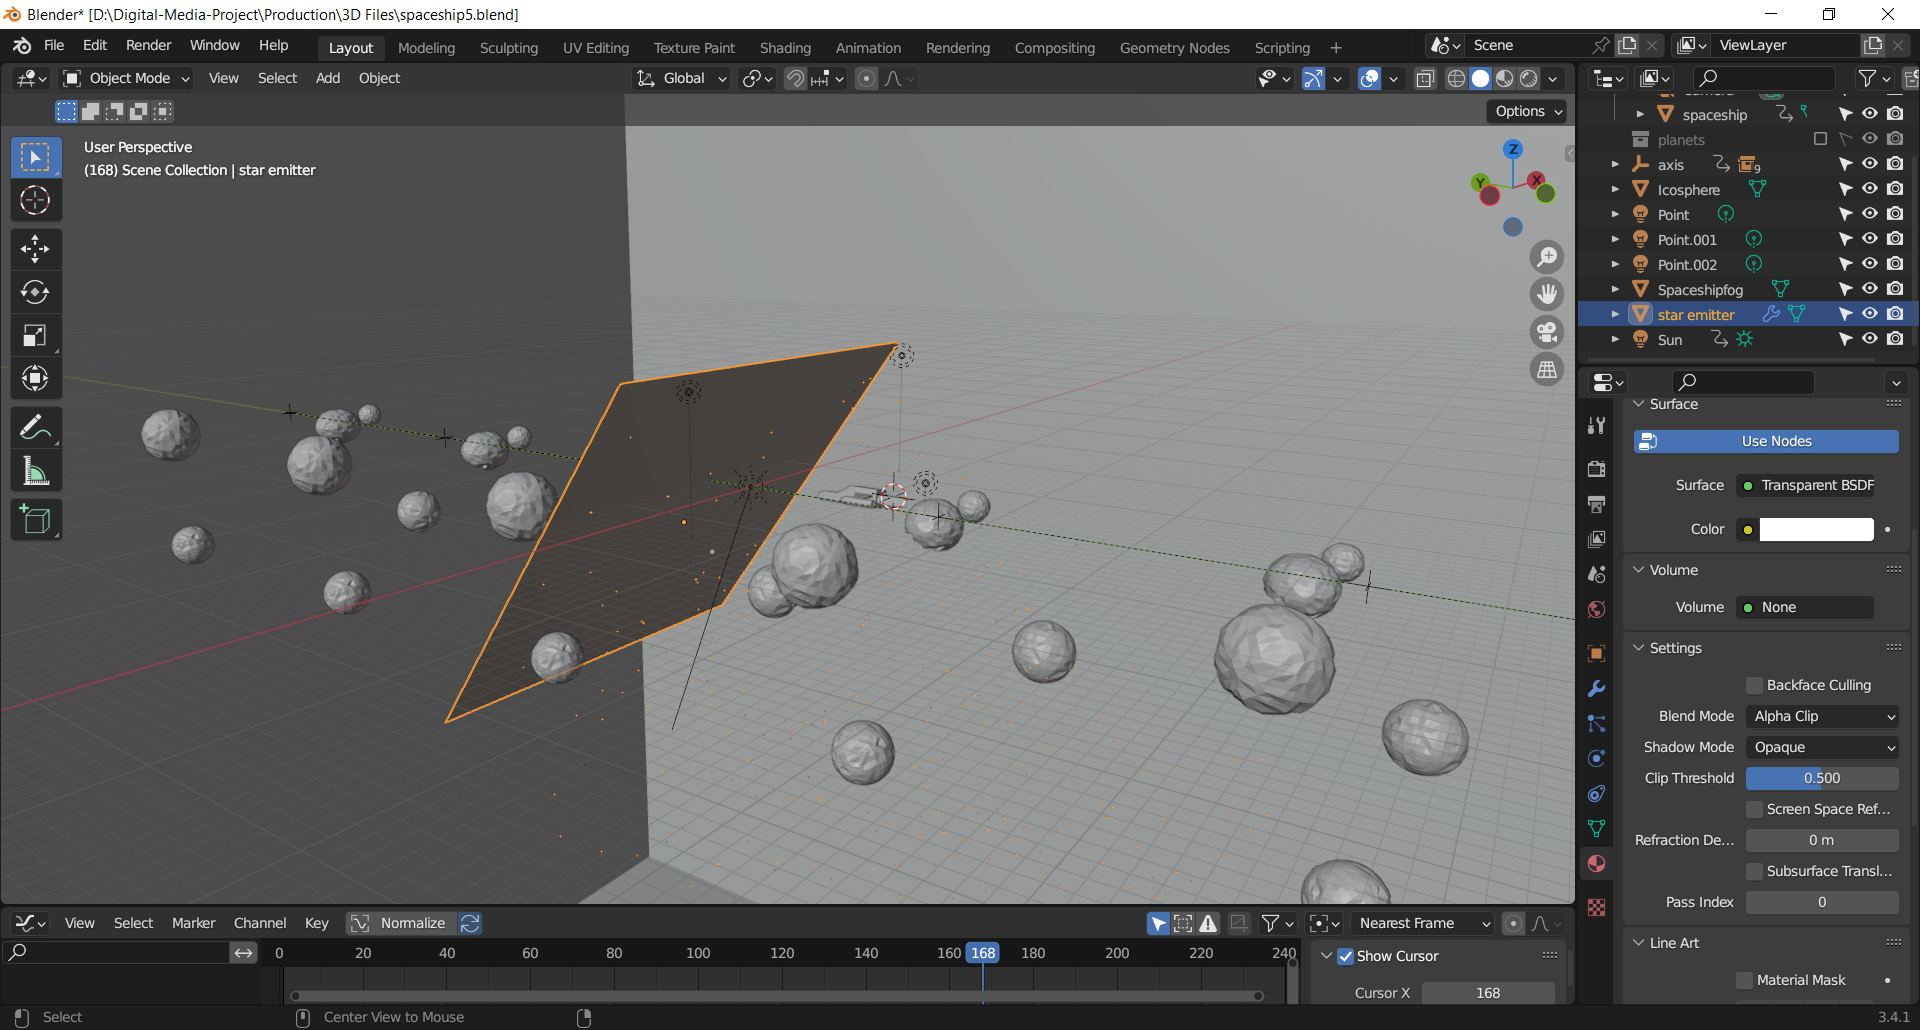 Blender* [D:\Digital-Media-Project\Production\3D Files\spaceship5.blend]
File Edit Render Window Help Layout Modeling Sculpting UV Editing Texture Paint Shading Animation Rendering Compositing Geometry Nodes Scripting + Scene ViewLayer
Object Mode View Select Add Object Global
Options
User Perspective
(168) Scene Collection | star emitter
Z
Y
X
spaceship
planets
axis 9
Icosphere
Point
Point.001
Point.002
Spaceshipfog
star emitter
Sun
Surface
Use Nodes
Surface Transparent BSDF
Color
Volume
Volume None
Settings
Backface Culling
Blend Mode Alpha Clip
Shadow Mode Opaque
Clip Threshold 0.500
Screen Space Ref...
Refraction De... 0 m
Subsurface Transl...
Pass Index 0
Line Art
Material Mask
View Select Marker Channel Key Normalize Nearest Frame
0 20 40 60 80 100 120 140 160 168 180 200 220 240
Show Cursor
Cursor X 168
Select Center View to Mouse 3.4.1